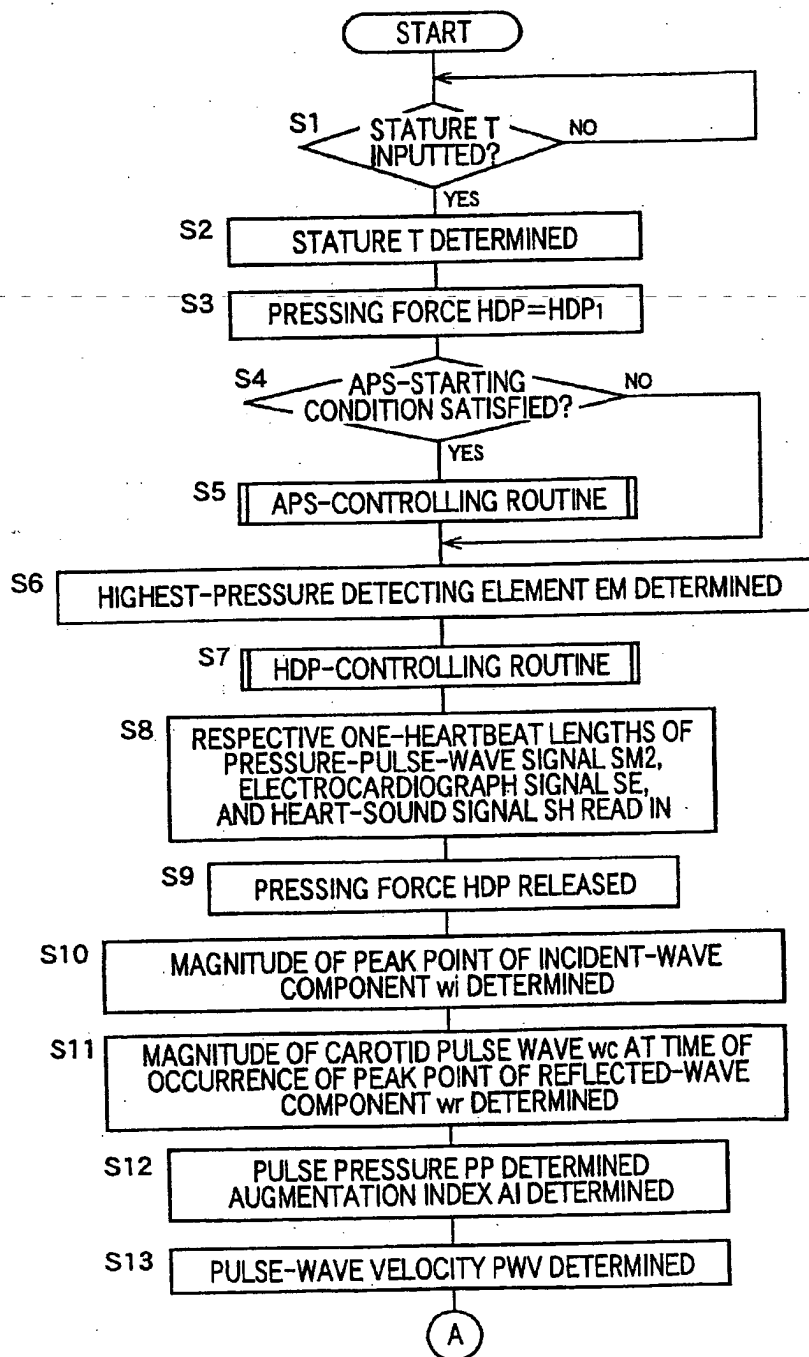 START
S1
STATURE T
INPUTTED?
NO
YES
S2
STATURE T DETERMINED
S3
PRESSING FORCE HDP=HDP1
S4
APS-STARTING
CONDITION SATISFIED?
NO
YES
S5
APS-CONTROLLING ROUTINE
S6
HIGHEST-PRESSURE DETECTING ELEMENT EM DETERMINED
S7
HDP-CONTROLLING ROUTINE
S8
RESPECTIVE ONE-HEARTBEAT LENGTHS OF
PRESSURE-PULSE-WAVE SIGNAL SM2,
ELECTROCARDIOGRAPH SIGNAL SE,
AND HEART-SOUND SIGNAL SH READ IN
S9
PRESSING FORCE HDP RELEASED
S10
MAGNITUDE OF PEAK POINT OF INCIDENT-WAVE
COMPONENT wi DETERMINED
S11
MAGNITUDE OF CAROTID PULSE WAVE wc AT TIME OF
OCCURRENCE OF PEAK POINT OF REFLECTED-WAVE
COMPONENT wr DETERMINED
S12
PULSE PRESSURE PP DETERMINED
AUGMENTATION INDEX AI DETERMINED
S13
PULSE-WAVE VELOCITY PWV DETERMINED
A